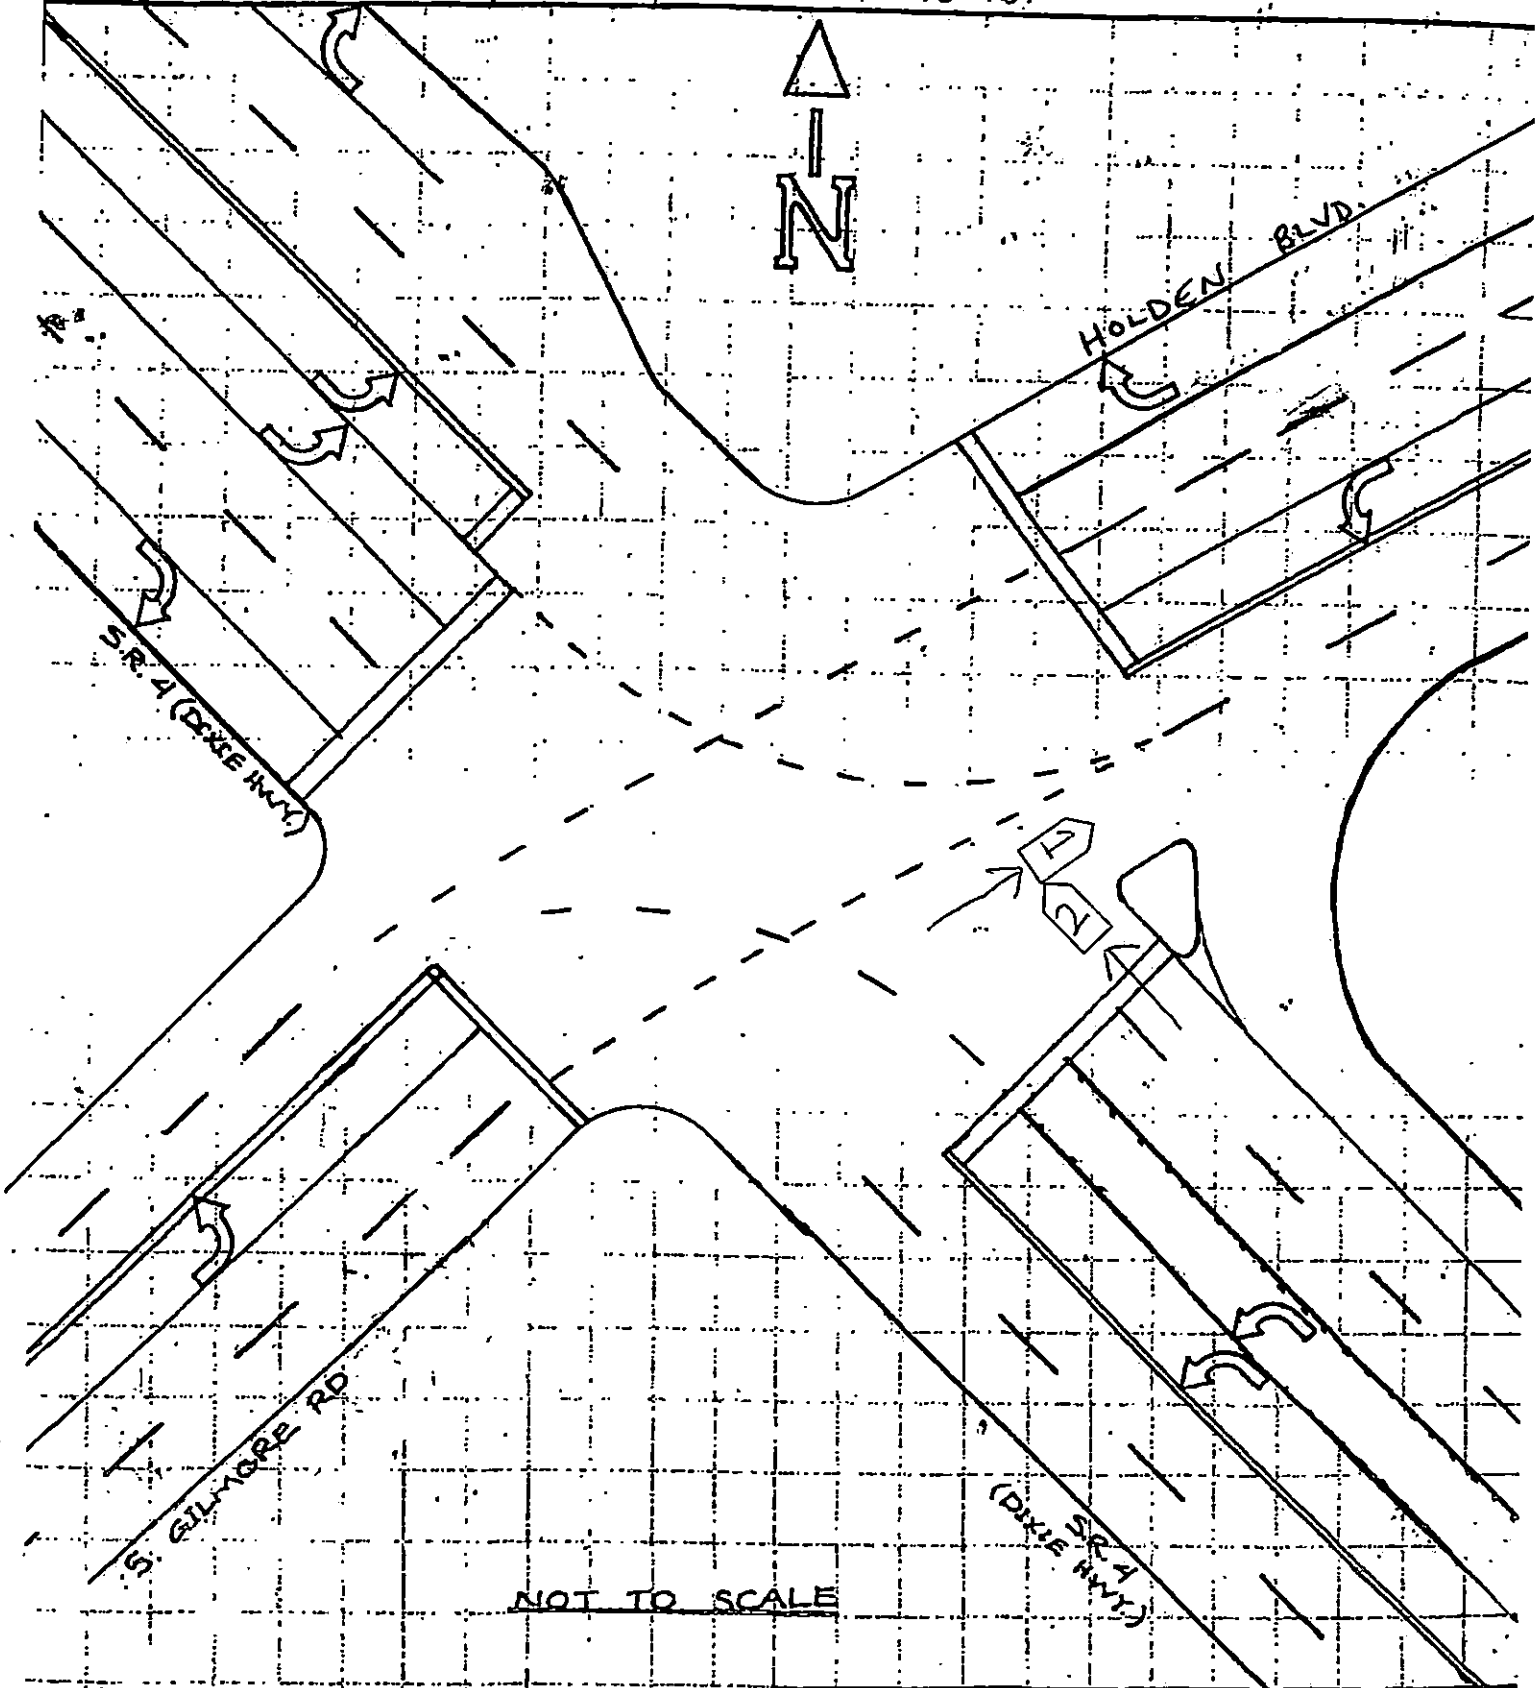 N
HOLDEN BLVD.
S.R. 4 (DIXIE HWY.)
1
2
S. GILMORE RD
S.R. 4
(DIXIE HWY.)
NOT TO SCALE